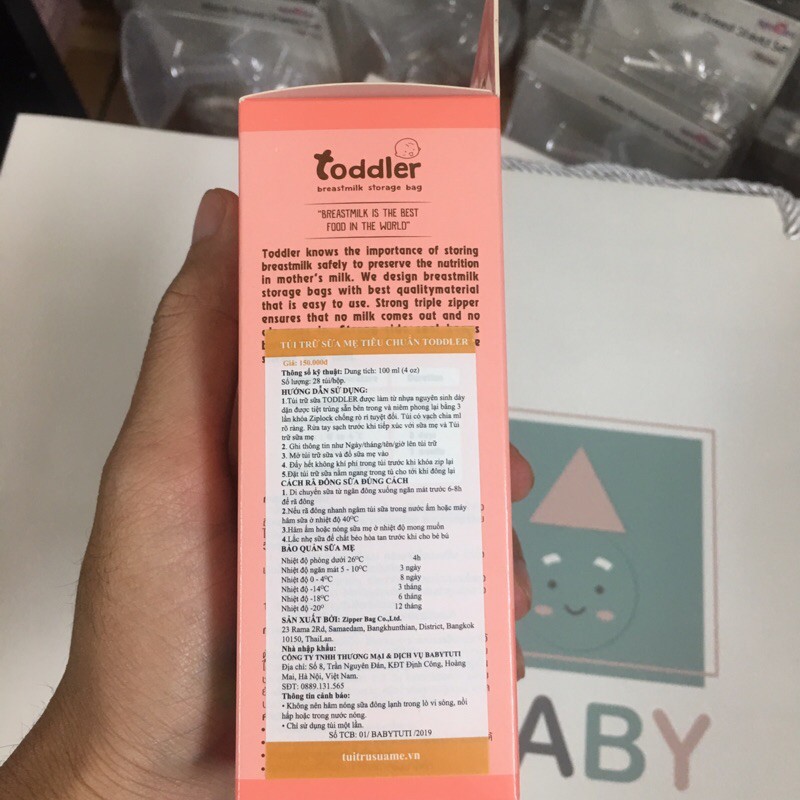 toddler
breastmilk storage bag
"BREASTMILK IS THE BEST
FOOD IN THE WORLD"
Toddler knows the importance of storing
breastmilk safely to preserve the nutrition
in mother's milk. We design breastmilk
storage bags with best qualitymaterial
that is easy to use. Strong triple zipper
ensures that no milk comes out and no
TÚI TRỮ SỮA MẸ TIÊU CHUẨN TODDLER
Giá: 150.000đ
Thông số kỹ thuật: Dung tích: 100 ml (4 oz)
Số lượng: 28 túi/hộp.
HƯỚNG DẪN SỬ DỤNG:
1.Túi trữ sữa TODDLER được làm từ nhựa nguyên sinh dày
dặn được tiệt trùng sẵn bên trong và niêm phong lại bằng 3
lần khóa Ziplock chống rò rỉ tuyệt đối. Túi có vạch chia ml
rõ ràng. Rửa tay sạch trước khi tiếp xúc với sữa mẹ và Túi
trữ sữa mẹ
2. Ghi thông tin như Ngày/tháng/tên/giờ lên túi trữ
3. Mở túi trữ sữa và đổ sữa mẹ vào
4. Đẩy hết không khí phí trong túi trước khi khóa zip lại
5.Đặt túi trữ sữa nằm ngang trong tủ cho tới khi đông lại
CÁCH RÃ ĐÔNG SỮA ĐÚNG CÁCH
1. Di chuyển sữa từ ngăn đông xuống ngăn mát trước 6-8h
để rã đông
2.Nếu rã đông nhanh ngâm túi sữa trong nước ấm hoặc máy
hâm sữa ở nhiệt độ 40⁰C
3.Hâm ấm hoặc nóng sữa mẹ ở nhiệt độ mong muốn
4.Lắc nhẹ sữa để chất béo hòa tan trước khi cho bé bú
BẢO QUẢN SỮA MẸ
Nhiệt độ phòng dưới 26⁰C 4h
Nhiệt độ ngăn mát 5 - 10⁰C 3 ngày
Nhiệt độ 0 - 4⁰C 8 ngày
Nhiệt độ -14⁰C 3 tháng
Nhiệt độ -18⁰C 6 tháng
Nhiệt độ -20⁰ 12 tháng
SẢN XUẤT BỞI: Zipper Bag Co.,Ltd.
23 Rama 2Rd, Samaedam, Bangkhunthian, District, Bangkok
10150, ThaiLan.
Nhà nhập khẩu:
CÔNG TY TNHH THƯƠNG MẠI & DỊCH VỤ BABYTUTI
Địa chỉ: Số 8, Trần Nguyên Đán, KĐT Định Công, Hoàng
Mai, Hà Nội, Việt Nam.
SĐT: 0889.131.565
Thông tin cảnh báo:
• Không nên hâm nóng sữa đông lạnh trong lò vi sóng, nồi
hấp hoặc trong nước nóng.
• Chỉ sử dụng túi một lần.
Số TCB: 01/ BABYTUTI /2019
tuitrusuame.vn
ABY